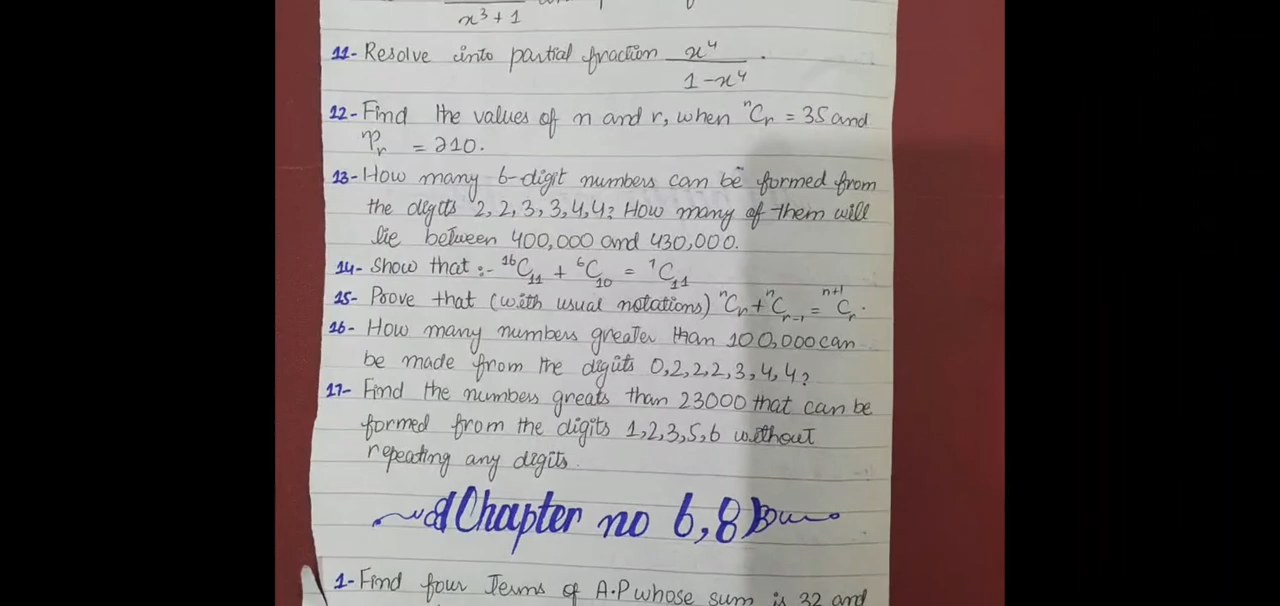 x³ + 1
11- Resolve into partial fraction x⁴ / 1-x⁴ .
12- Find the values of n and r, when ⁿCr = 35 and
ⁿPr = 210.
13- How many 6-digit numbers can be formed from
the digits 2, 2, 3, 3, 4, 4? How many of them will
lie between 400,000 and 430,000.
14- Show that :- ¹⁶C₁₁ + ⁶C₁₀ = ⁷C₁₁
15- Prove that (with usual notations) ⁿCr + ⁿCr-1 = ⁿ⁺¹Cr.
16- How many numbers greater than 100,000 can
be made from the digits 0,2,2,2,3,4,4?
17- Find the numbers greats than 23000 that can be
formed from the digits 1,2,3,5,6 without
repeating any digits.
Chapter no 6,8
1- Find four Terms of A.P whose sum is 32 and